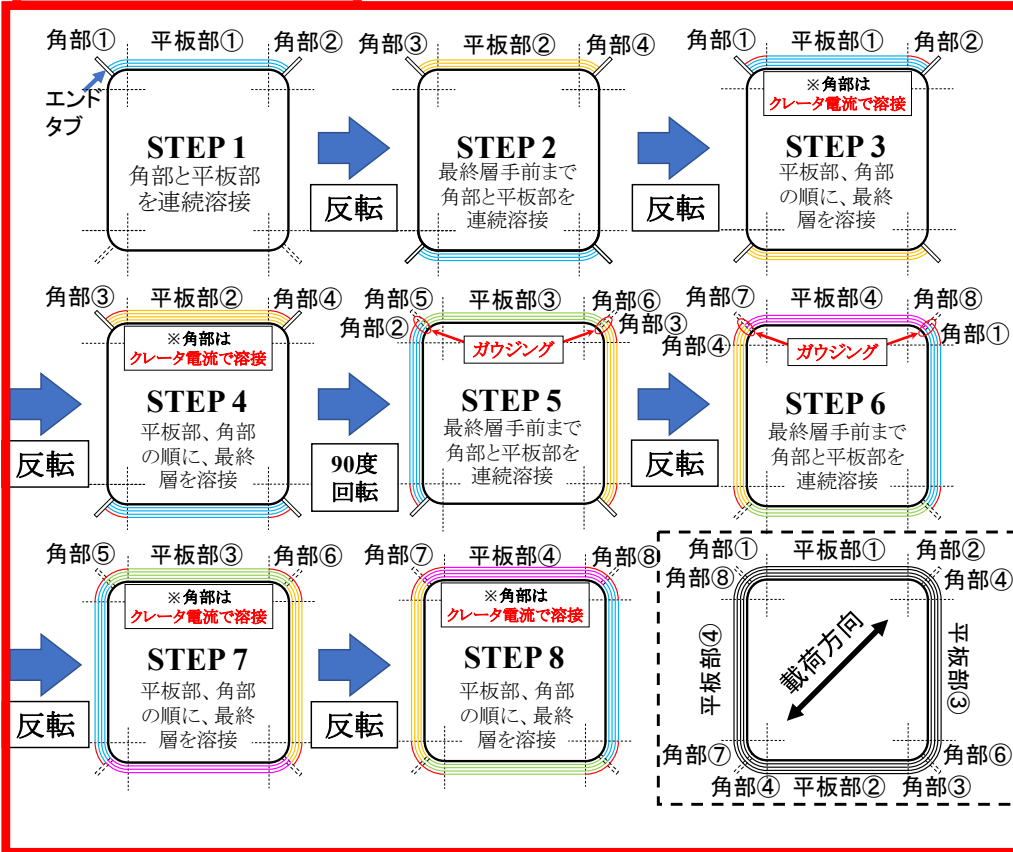 角部① 平板部① 角部②
エンド
タブ
STEP 1
角部と平板部
を連続溶接
反転
角部③ 平板部② 角部④
STEP 2
最終層手前まで
角部と平板部を
連続溶接
反転
角部① 平板部① 角部②
※角部は
クレータ電流で溶接
STEP 3
平板部、角部
の順に、最終
層を溶接
反転
角部③ 平板部② 角部④
※角部は
クレータ電流で溶接
STEP 4
平板部、角部
の順に、最終
層を溶接
90度
回転
角部⑤ 平板部③ 角部⑥
角部② 角部③
ガウジング
STEP 5
最終層手前まで
角部と平板部を
連続溶接
反転
角部⑦ 平板部④ 角部⑧
角部④ 角部①
ガウジング
STEP 6
最終層手前まで
角部と平板部を
連続溶接
反転
角部⑤ 平板部③ 角部⑥
※角部は
クレータ電流で溶接
STEP 7
平板部、角部
の順に、最終
層を溶接
反転
角部⑦ 平板部④ 角部⑧
※角部は
クレータ電流で溶接
STEP 8
平板部、角部
の順に、最終
層を溶接
角部① 平板部① 角部②
角部⑧ 角部④
平板部④
載荷方向
平板部③
角部⑦ 角部⑥
角部④ 平板部② 角部③